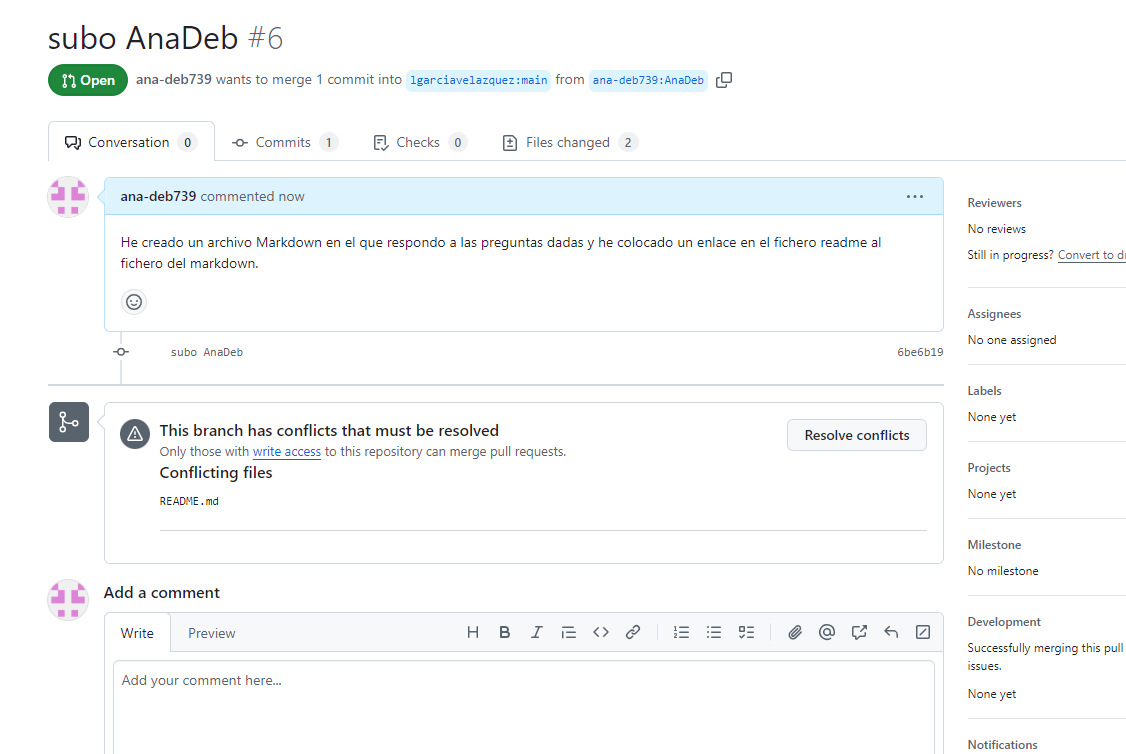 subo AnaDeb #6
Open ana-deb739 wants to merge 1 commit into lgarciavelazquez:main from ana-deb739:AnaDeb
Conversation 0 Commits 1 Checks 0 Files changed 2
ana-deb739 commented now
He creado un archivo Markdown en el que respondo a las preguntas dadas y he colocado un enlace en el fichero readme al
fichero del markdown.
subo AnaDeb 6be6b19
This branch has conflicts that must be resolved
Only those with write access to this repository can merge pull requests.
Resolve conflicts
Conflicting files
README.md
Add a comment
Write Preview
Add your comment here...
Reviewers
No reviews
Still in progress? Convert to
Assignees
No one assigned
Labels
None yet
Projects
None yet
Milestone
No milestone
Development
Successfully merging this pull
issues.
None yet
Notifications